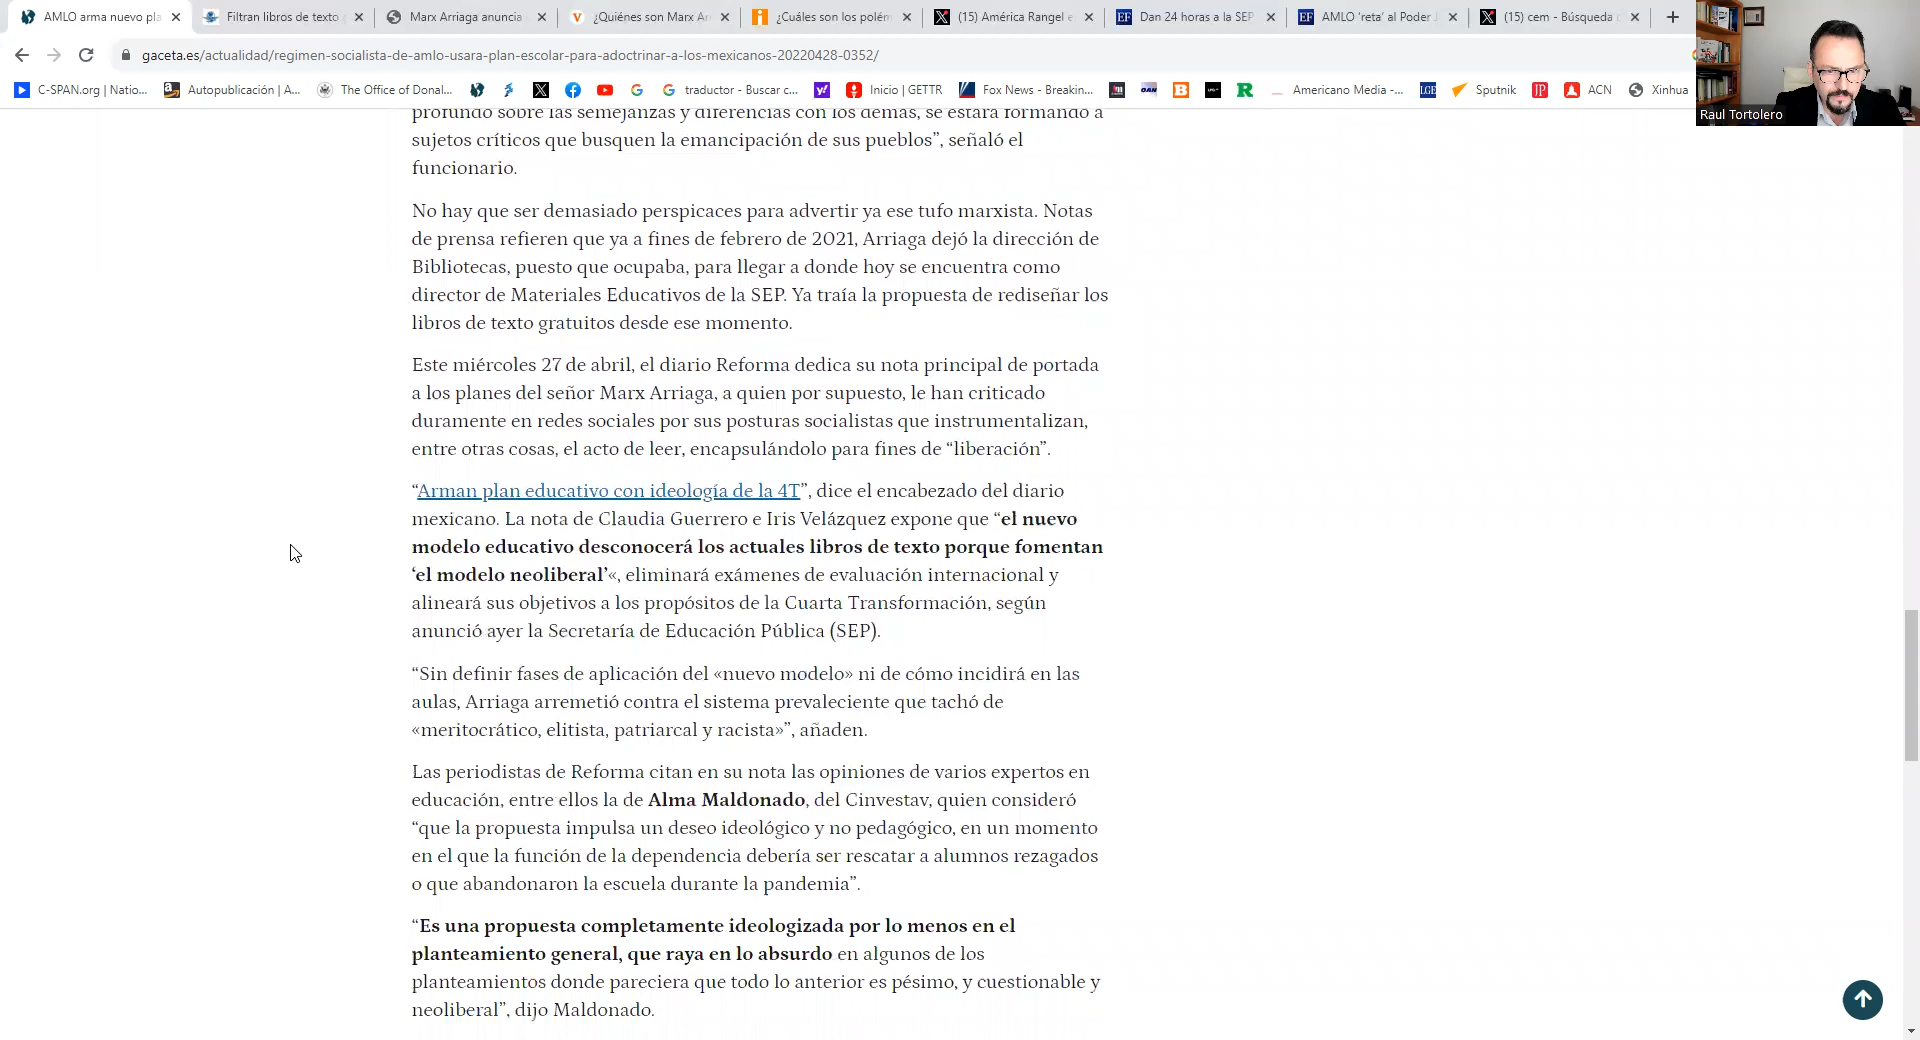 AMLO arma nuevo pla
Filtran libros de texto
Marx Arriaga anuncia
¿Quiénes son Marx Ar
¿Cuáles son los polém
(15) América Rangel e
Dan 24 horas a la SEP
AMLO 'reta' al Poder J
(15) cem - Búsqueda
gaceta.es/actualidad/regimen-socialista-de-amlo-usara-plan-escolar-para-adoctrinar-a-los-mexicanos-20220428-0352/
C-SPAN.org | Natio...
Autopublicación | A...
The Office of Donal...
traductor - Buscar c...
Inicio | GETTR
Fox News - Breakin...
OAN
Americano Media -...
LGE
Sputnik
JP
ACN
Xinhua
Raul Tortolero
profundo sobre las semejanzas y diferencias con los demás, se estará formando a
sujetos críticos que busquen la emancipación de sus pueblos”, señaló el
funcionario.
No hay que ser demasiado perspicaces para advertir ya ese tufo marxista. Notas
de prensa refieren que ya a fines de febrero de 2021, Arriaga dejó la dirección de
Bibliotecas, puesto que ocupaba, para llegar a donde hoy se encuentra como
director de Materiales Educativos de la SEP. Ya traía la propuesta de rediseñar los
libros de texto gratuitos desde ese momento.
Este miércoles 27 de abril, el diario Reforma dedica su nota principal de portada
a los planes del señor Marx Arriaga, a quien por supuesto, le han criticado
duramente en redes sociales por sus posturas socialistas que instrumentalizan,
entre otras cosas, el acto de leer, encapsulándolo para fines de “liberación”.
“Arman plan educativo con ideología de la 4T”, dice el encabezado del diario
mexicano. La nota de Claudia Guerrero e Iris Velázquez expone que “el nuevo
modelo educativo desconocerá los actuales libros de texto porque fomentan
‘el modelo neoliberal’«, eliminará exámenes de evaluación internacional y
alineará sus objetivos a los propósitos de la Cuarta Transformación, según
anunció ayer la Secretaría de Educación Pública (SEP).
“Sin definir fases de aplicación del «nuevo modelo» ni de cómo incidirá en las
aulas, Arriaga arremetió contra el sistema prevaleciente que tachó de
«meritocrático, elitista, patriarcal y racista»”, añaden.
Las periodistas de Reforma citan en su nota las opiniones de varios expertos en
educación, entre ellos la de Alma Maldonado, del Cinvestav, quien consideró
“que la propuesta impulsa un deseo ideológico y no pedagógico, en un momento
en el que la función de la dependencia debería ser rescatar a alumnos rezagados
o que abandonaron la escuela durante la pandemia”.
“Es una propuesta completamente ideologizada por lo menos en el
planteamiento general, que raya en lo absurdo en algunos de los
planteamientos donde pareciera que todo lo anterior es pésimo, y cuestionable y
neoliberal”, dijo Maldonado.